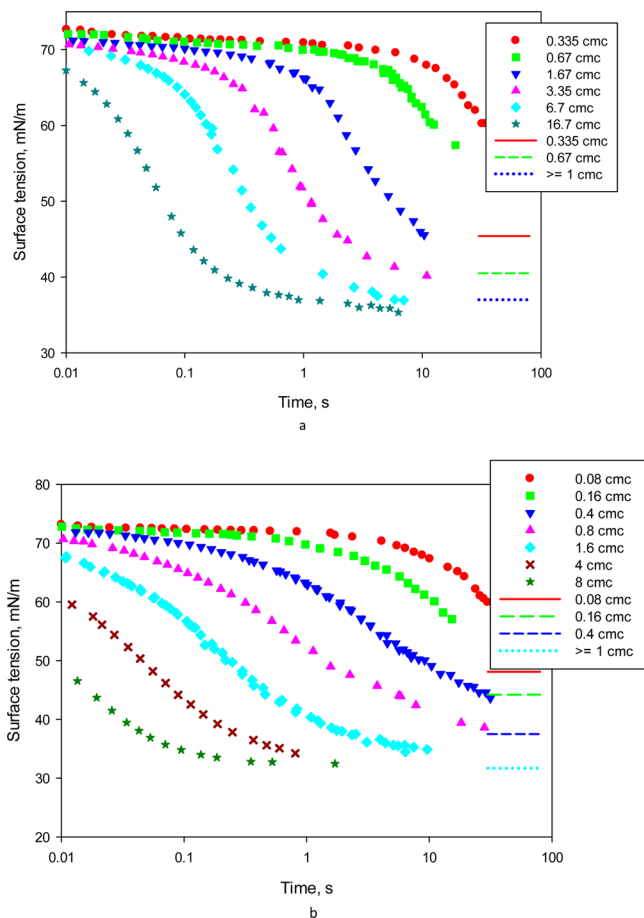 70
60
50
40
30
Surface tension, mN/m
0.01
0.1
1
10
100
Time, s
0.335 cmc
0.67 cmc
1.67 cmc
3.35 cmc
6.7 cmc
16.7 cmc
0.335 cmc
0.67 cmc
>= 1 cmc
a
80
70
60
50
40
30
20
Surface tension, mN/m
0.01
0.1
1
10
100
Time, s
0.08 cmc
0.16 cmc
0.4 cmc
0.8 cmc
1.6 cmc
4 cmc
8 cmc
0.08 cmc
0.16 cmc
0.4 cmc
>= 1 cmc
b